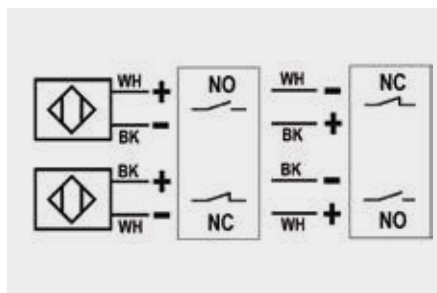 WH + NO WH - NC
BK - BK +
BK + BK -
WH - NC WH + NO